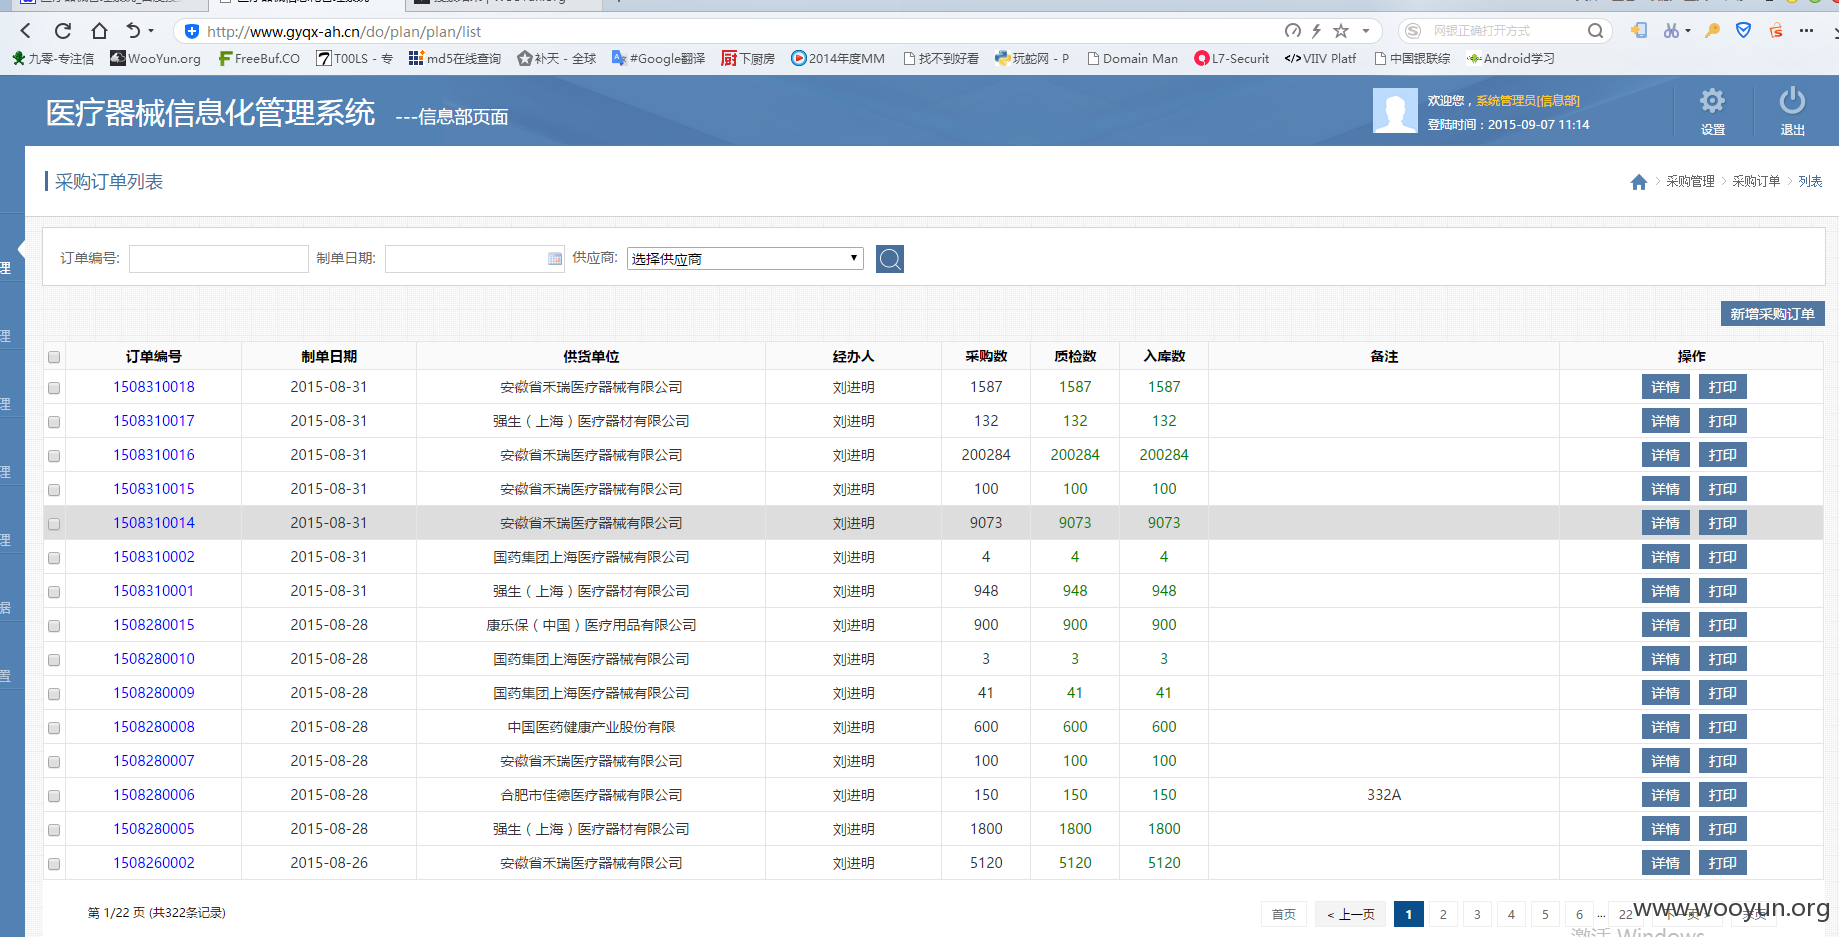 http://www.gyqx-ah.cn/do/plan/plan/list
网银正确打开方式
九零-专注信 WooYun.org FreeBuf.CO T00LS - 专 md5在线查询 补天 - 全球 #Google翻译 下厨房 2014年度MM 找不到好看 玩蛇网 - P Domain Man L7-Securit VIIV Platf 中国银联综 Android学习
医疗器械信息化管理系统 ---信息部页面
欢迎您，系统管理员[信息部]
登陆时间：2015-09-07 11:14
设置 退出
采购订单列表
采购管理 > 采购订单 > 列表
订单编号: 制单日期: 供应商: 选择供应商
新增采购订单
理
理
理
理
理
据
置
订单编号 制单日期 供货单位 经办人 采购数 质检数 入库数 备注 操作
1508310018 2015-08-31 安徽省禾瑞医疗器械有限公司 刘进明 1587 1587 1587 详情 打印
1508310017 2015-08-31 强生（上海）医疗器材有限公司 刘进明 132 132 132 详情 打印
1508310016 2015-08-31 安徽省禾瑞医疗器械有限公司 刘进明 200284 200284 200284 详情 打印
1508310015 2015-08-31 安徽省禾瑞医疗器械有限公司 刘进明 100 100 100 详情 打印
1508310014 2015-08-31 安徽省禾瑞医疗器械有限公司 刘进明 9073 9073 9073 详情 打印
1508310002 2015-08-31 国药集团上海医疗器械有限公司 刘进明 4 4 4 详情 打印
1508310001 2015-08-31 强生（上海）医疗器材有限公司 刘进明 948 948 948 详情 打印
1508280015 2015-08-28 康乐保（中国）医疗用品有限公司 刘进明 900 900 900 详情 打印
1508280010 2015-08-28 国药集团上海医疗器械有限公司 刘进明 3 3 3 详情 打印
1508280009 2015-08-28 国药集团上海医疗器械有限公司 刘进明 41 41 41 详情 打印
1508280008 2015-08-28 中国医药健康产业股份有限 刘进明 600 600 600 详情 打印
1508280007 2015-08-28 安徽省禾瑞医疗器械有限公司 刘进明 100 100 100 详情 打印
1508280006 2015-08-28 合肥市佳德医疗器械有限公司 刘进明 150 150 150 332A 详情 打印
1508280005 2015-08-28 强生（上海）医疗器材有限公司 刘进明 1800 1800 1800 详情 打印
1508260002 2015-08-26 安徽省禾瑞医疗器械有限公司 刘进明 5120 5120 5120 详情 打印
第 1/22 页 (共322条记录)
首页 < 上一页 1 2 3 4 5 6 ... 22 下一页 > 末页
www.wooyun.org
激活 Windows